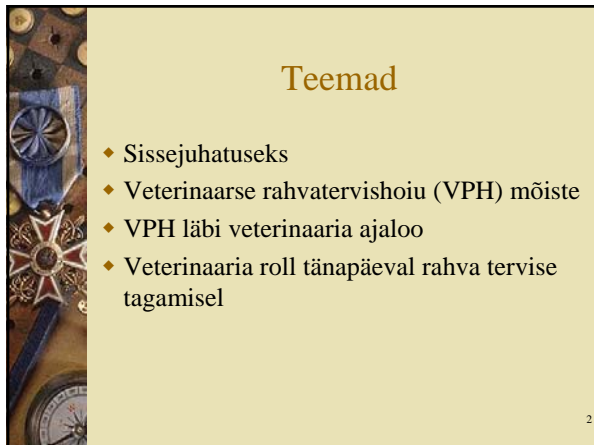 Teemad
Sissejuhatuseks
Veterinaarse rahvatervishoiu (VPH) mõiste
VPH läbi veterinaaria ajaloo
Veterinaaria roll tänapäeval rahva tervise
tagamisel
2